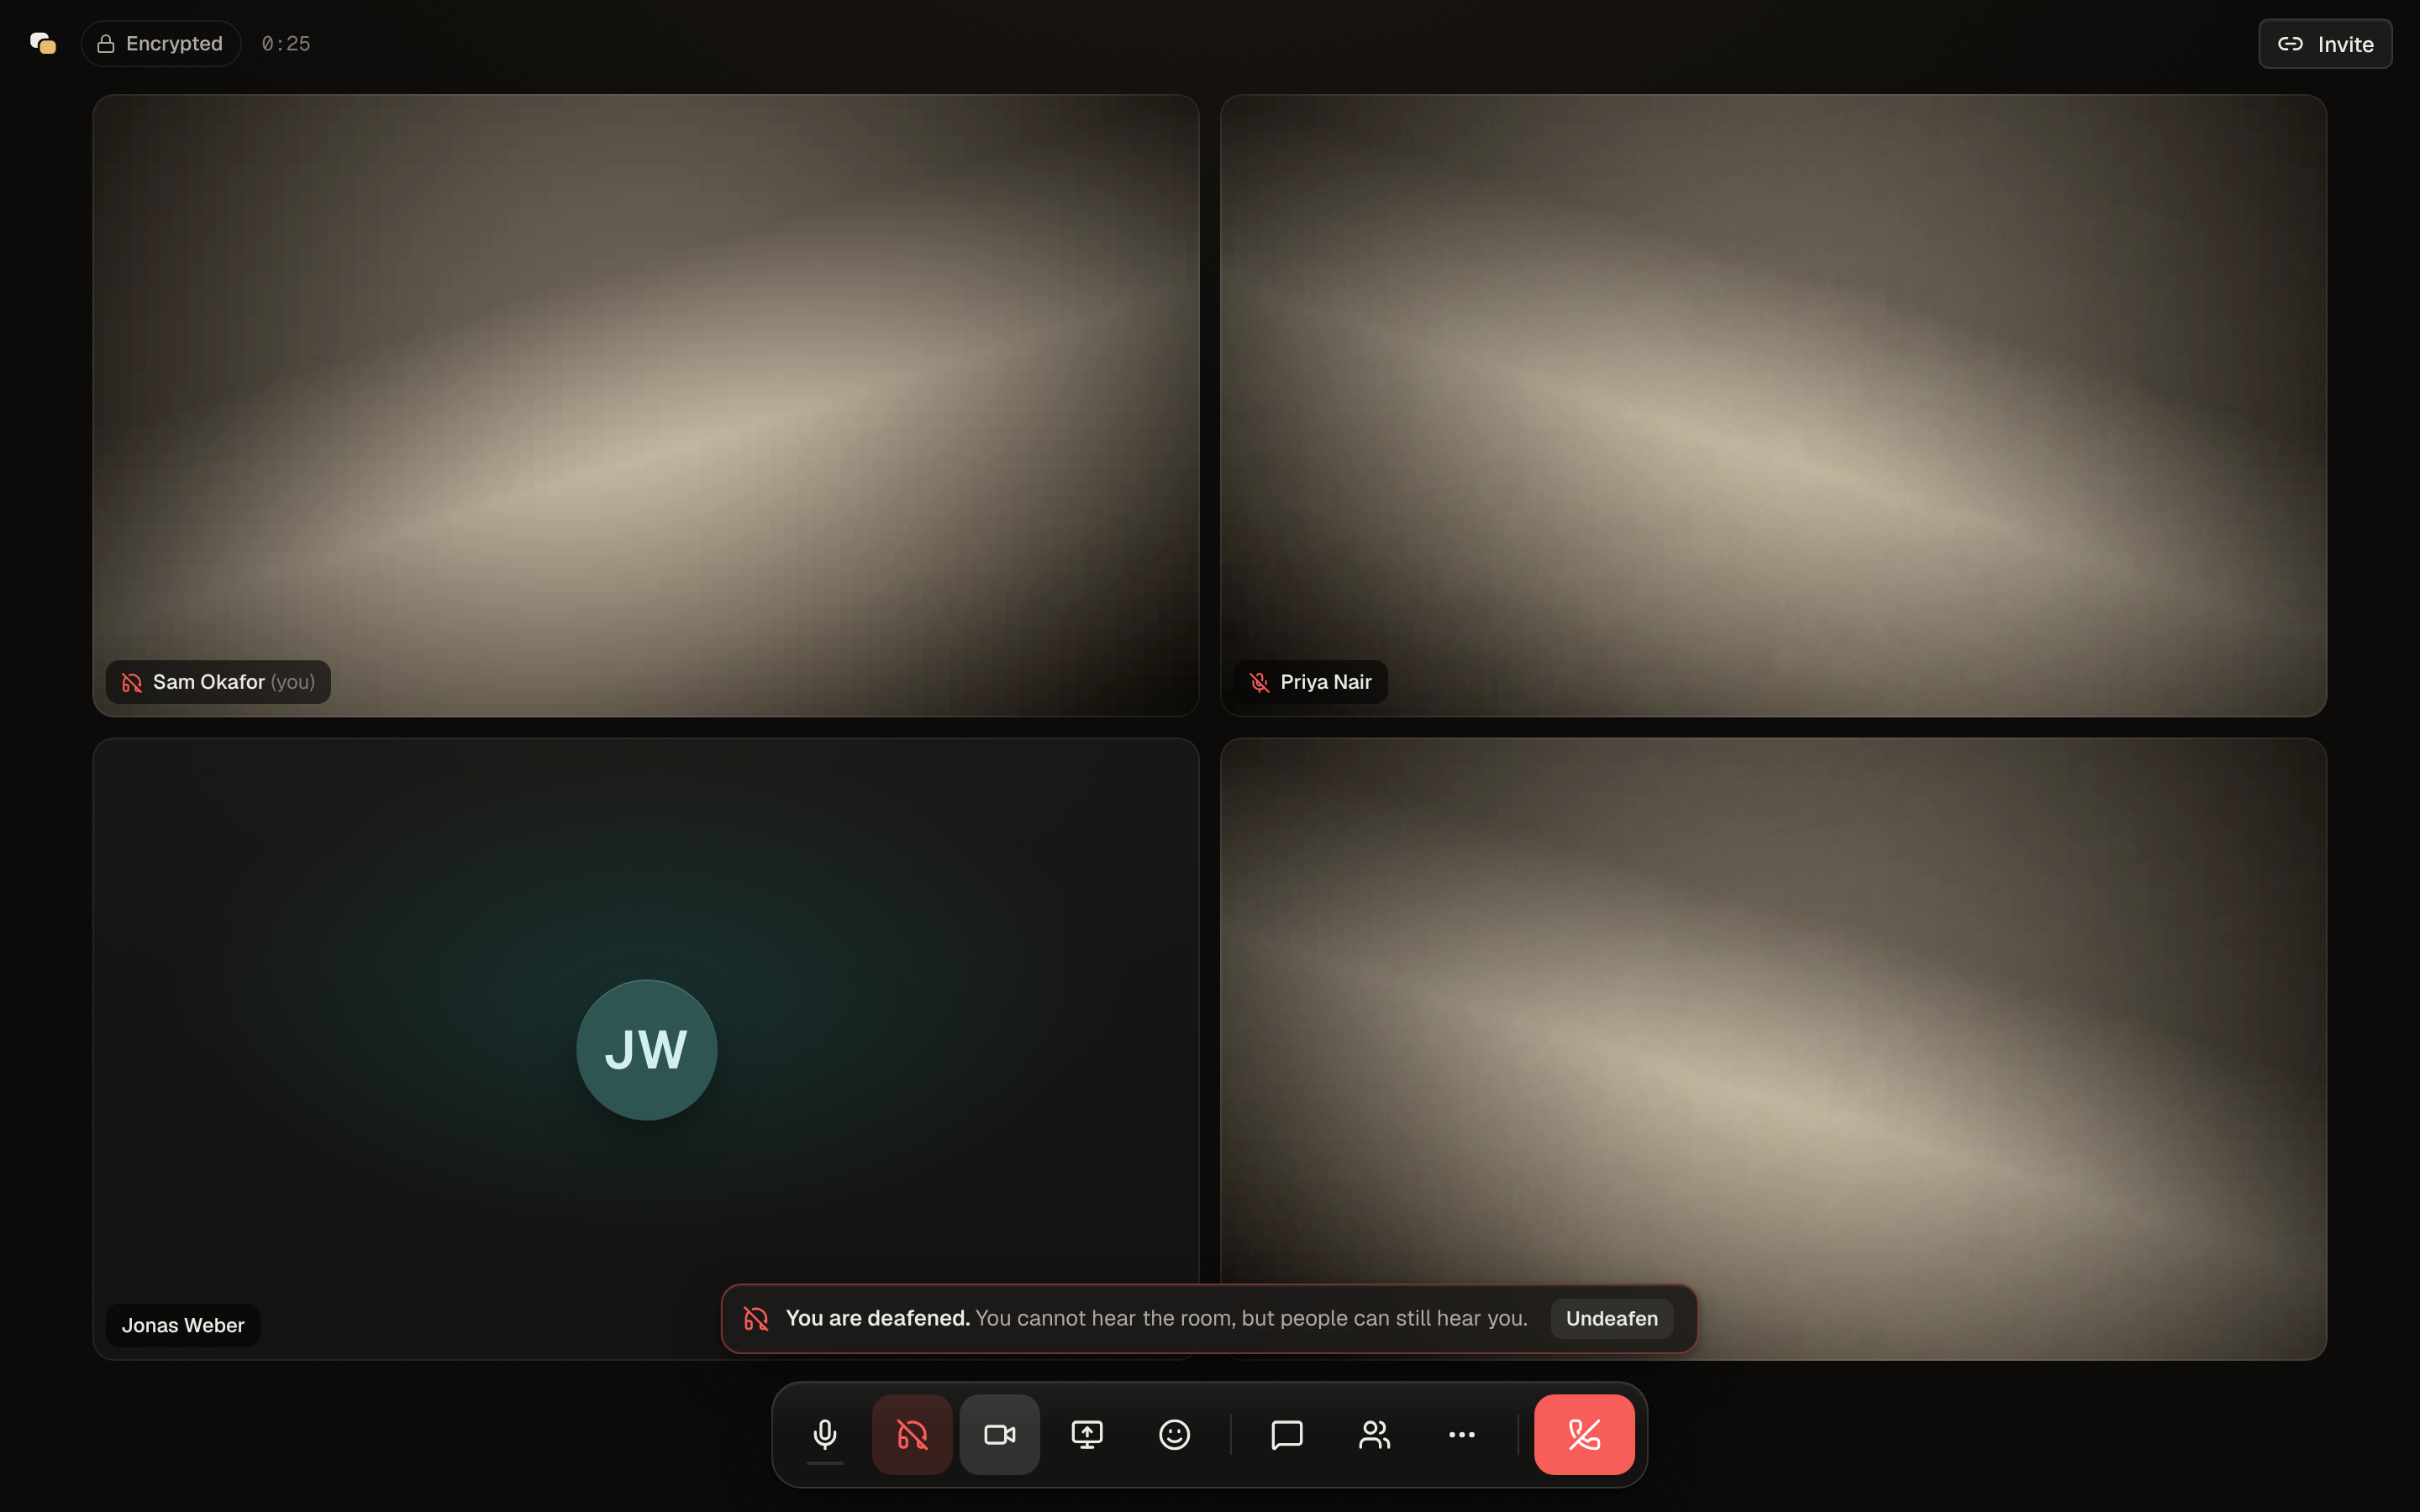 Encrypted
0:25
Invite
Sam Okafor (you)
Priya Nair
JW
Jonas Weber
You are deafened. You cannot hear the room, but people can still hear you.
Undeafen